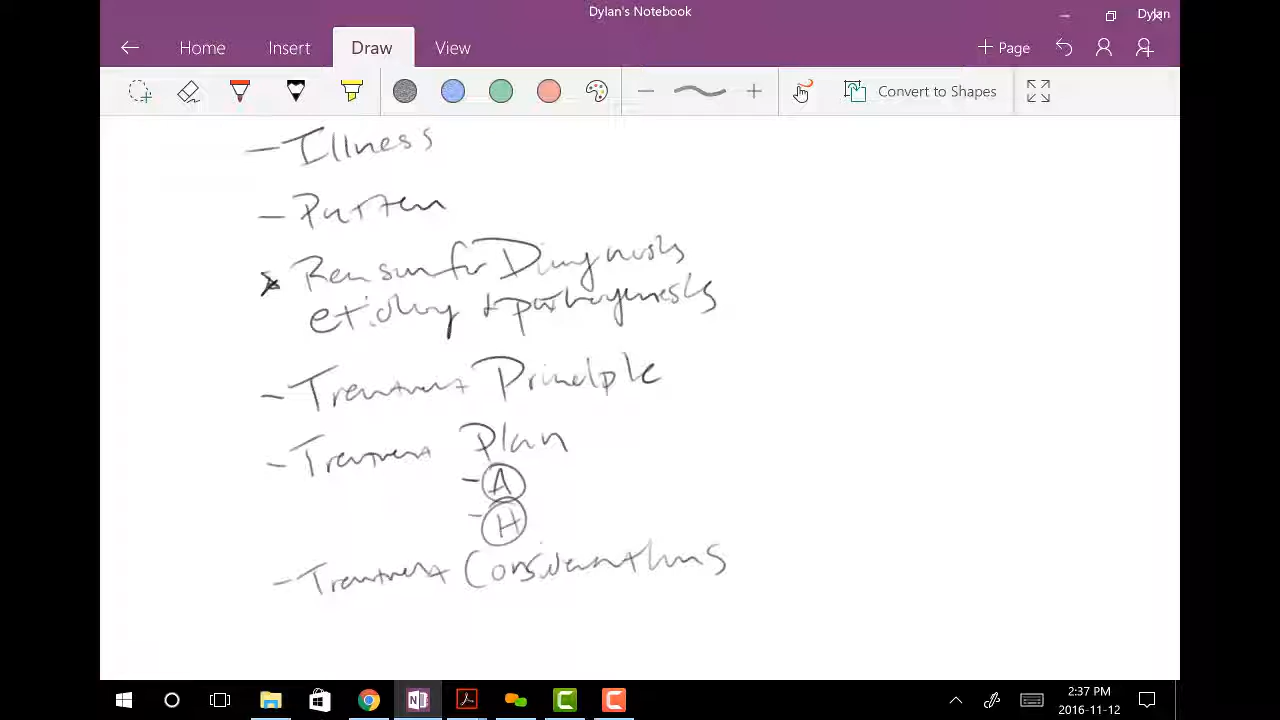 Dylan's Notebook
Dylan
Home Insert Draw View
+ Page
Convert to Shapes
- Illness
- Pattern
Reason for Diagnosis
etiology + pathogenesis
- Treatment Principle
- Treatment Plan
- A
- H
- Treatment Considerations
2:37 PM
2016-11-12